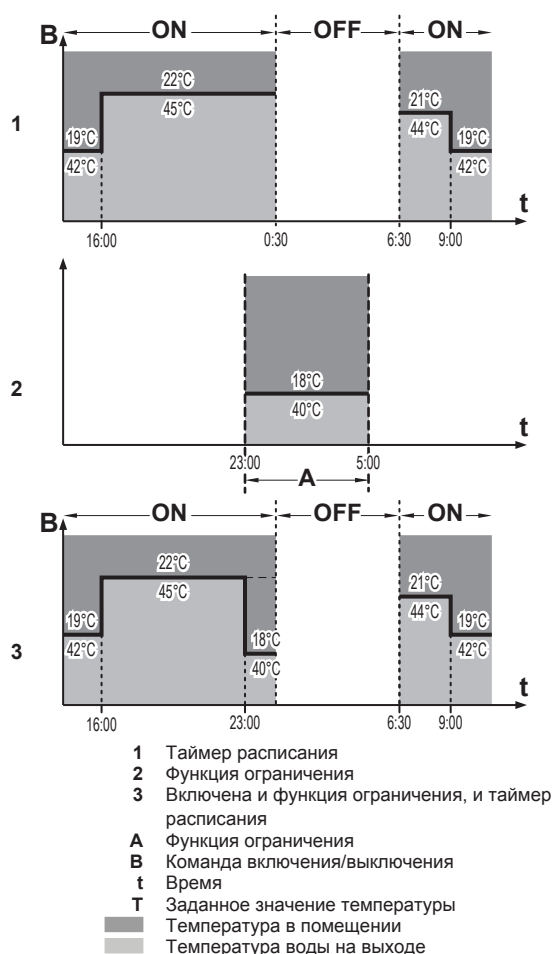 B ON OFF ON
22°C
45°C
21°C
44°C
19°C 19°C
1
42°C 42°C
t
16:00 0:30 6:30 9:00
18°C
2
40°C
t
23:00 5:00
A
B ON OFF ON
22°C
45°C
21°C
44°C
19°C 18°C 19°C
3
42°C 40°C 42°C
t
16:00 23:00 6:30 9:00
1 Таймер расписания
2 Функция ограничения
3 Включена и функция ограничения, и таймер
расписания
A Функция ограничения
B Команда включения/выключения
t Время
T Заданное значение температуры
Температура в помещении
Температура воды на выходе